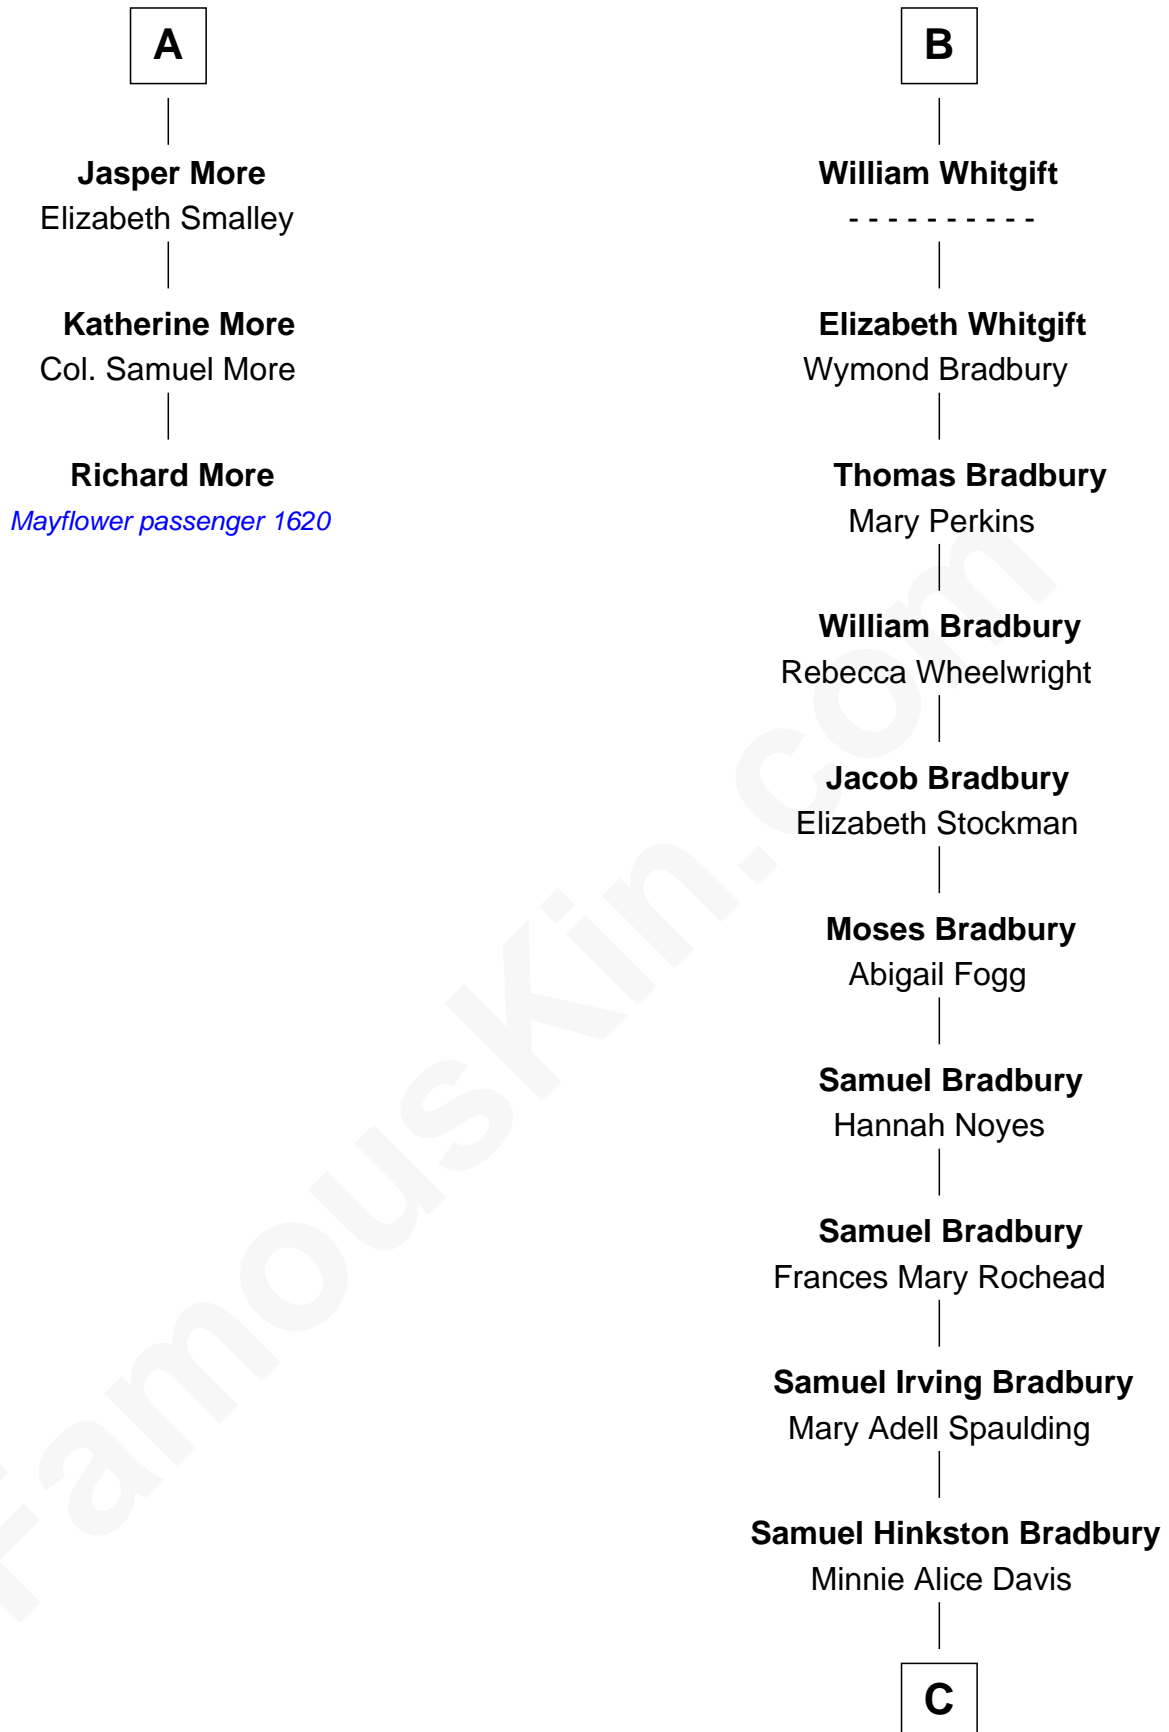 A
Jasper More
Elizabeth Smalley
Katherine More
Col. Samuel More
Richard More
Mayflower passenger 1620
B
William Whitgift
- - - - - - - - - -
Elizabeth Whitgift
Wymond Bradbury
Thomas Bradbury
Mary Perkins
William Bradbury
Rebecca Wheelwright
Jacob Bradbury
Elizabeth Stockman
Moses Bradbury
Abigail Fogg
Samuel Bradbury
Hannah Noyes
Samuel Bradbury
Frances Mary Rochead
Samuel Irving Bradbury
Mary Adell Spaulding
Samuel Hinkston Bradbury
Minnie Alice Davis
C
FamousKin.com